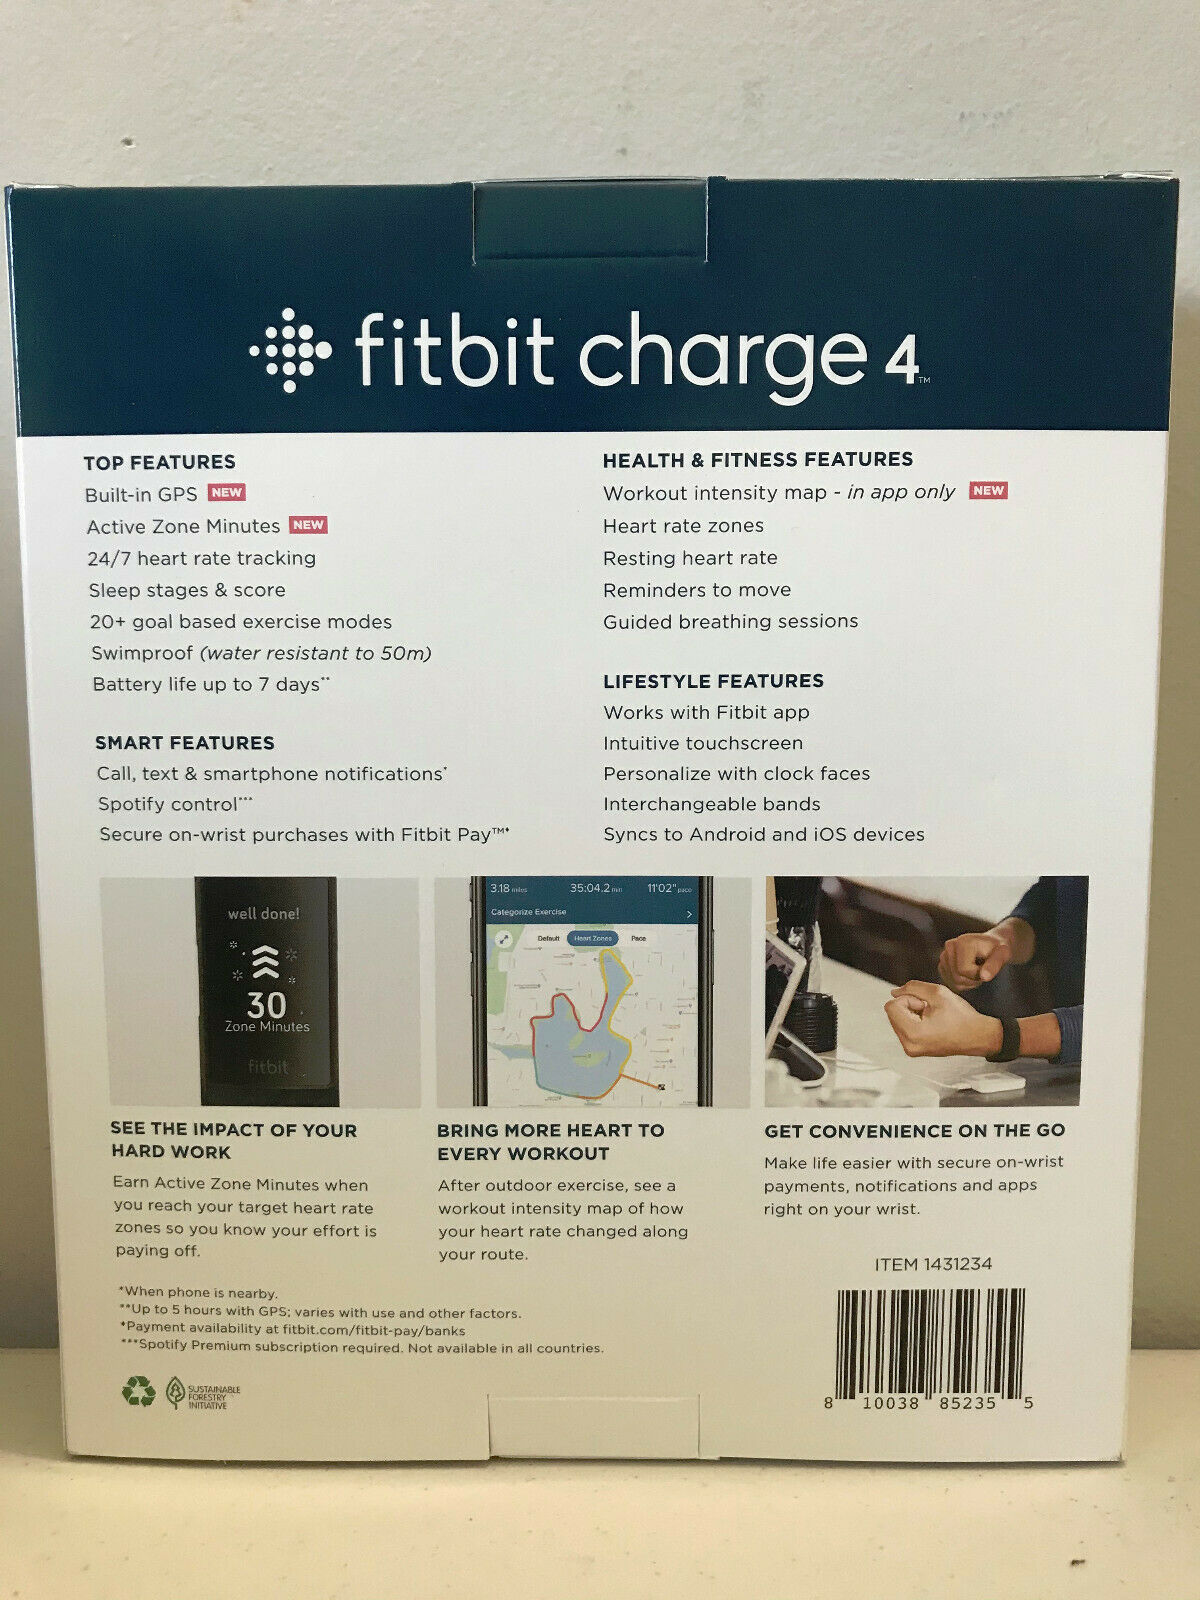 fitbit charge 4™
TOP FEATURES
Built-in GPS NEW
Active Zone Minutes NEW
24/7 heart rate tracking
Sleep stages & score
20+ goal based exercise modes
Swimproof (water resistant to 50m)
Battery life up to 7 days**
SMART FEATURES
Call, text & smartphone notifications*
Spotify control***
Secure on-wrist purchases with Fitbit Pay™⁺
HEALTH & FITNESS FEATURES
Workout intensity map - in app only NEW
Heart rate zones
Resting heart rate
Reminders to move
Guided breathing sessions
LIFESTYLE FEATURES
Works with Fitbit app
Intuitive touchscreen
Personalize with clock faces
Interchangeable bands
Syncs to Android and iOS devices
well done!
30
Zone Minutes
fitbit
3.18 miles 35:04.2 min 11'02" pace
Categorize Exercise >
Default Heart Zones Pace
SEE THE IMPACT OF YOUR
HARD WORK
Earn Active Zone Minutes when
you reach your target heart rate
zones so you know your effort is
paying off.
BRING MORE HEART TO
EVERY WORKOUT
After outdoor exercise, see a
workout intensity map of how
your heart rate changed along
your route.
GET CONVENIENCE ON THE GO
Make life easier with secure on-wrist
payments, notifications and apps
right on your wrist.
ITEM 1431234
*When phone is nearby.
**Up to 5 hours with GPS; varies with use and other factors.
⁺Payment availability at fitbit.com/fitbit-pay/banks
***Spotify Premium subscription required. Not available in all countries.
SUSTAINABLE
FORESTRY
INITIATIVE
8 10038 85235 5